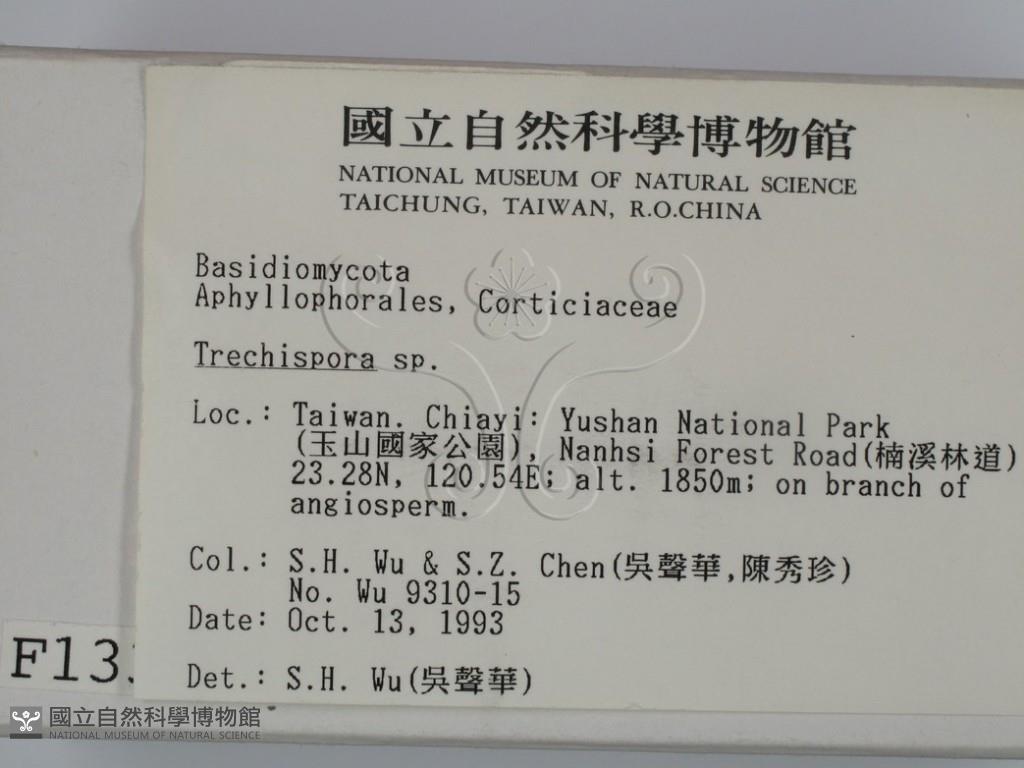 國立自然科學博物館
NATIONAL MUSEUM OF NATURAL SCIENCE
TAICHUNG, TAIWAN, R.O.CHINA
Basidiomycota
Aphyllophorales, Corticiaceae
Trechispora sp.
Loc.: Taiwan. Chiayi: Yushan National Park
(玉山國家公園), Nanhsi Forest Road(楠溪林道)
23.28N, 120.54E; alt. 1850m; on branch of
angiosperm.
Col.: S.H. Wu & S.Z. Chen(吳聲華,陳秀珍)
No. Wu 9310-15
Date: Oct. 13, 1993
Det.: S.H. Wu(吳聲華)
國立自然科學博物館
NATIONAL MUSEUM OF NATURAL SCIENCE